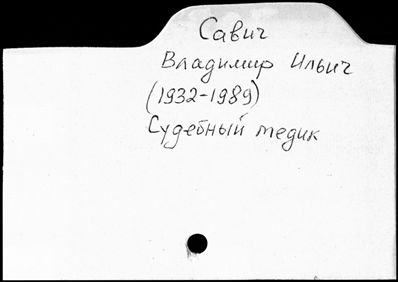 Савич
Владимир Ильич
(1932-1989)
Судебный медик